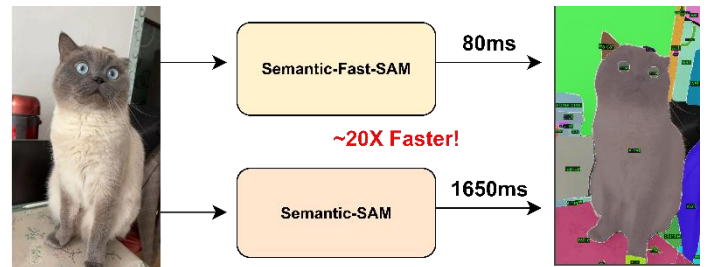 80ms
Semantic-Fast-SAM
~20X Faster!
1650ms
Semantic-SAM